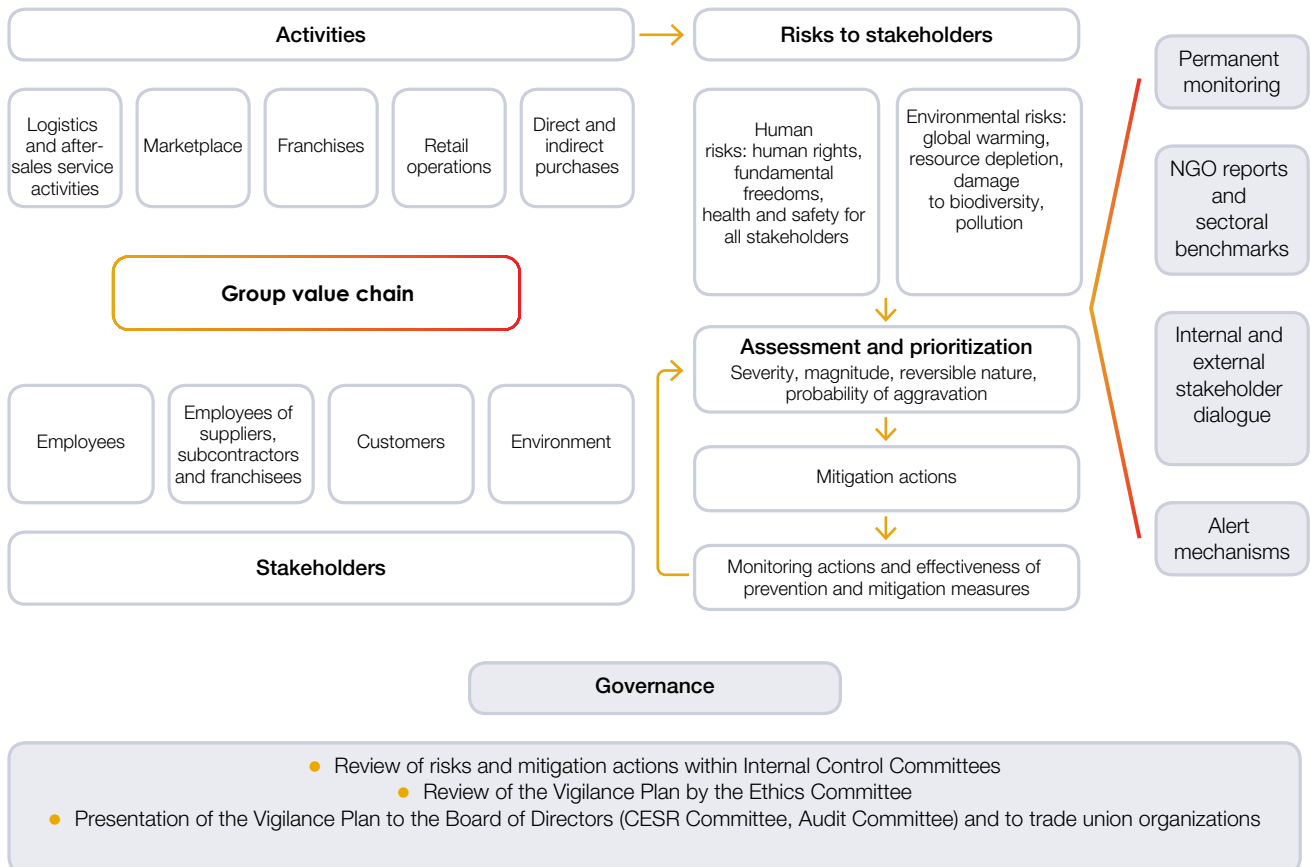 Activities
Risks to stakeholders
Logistics
and after-
sales service
activities
Marketplace
Franchises
Retail
operations
Direct and
indirect
purchases
Human
risks: human rights,
fundamental
freedoms,
health and safety for
all stakeholders
Environmental risks:
global warming,
resource depletion,
damage
to biodiversity,
pollution
Permanent
monitoring
NGO reports
and
sectoral
benchmarks
Internal and
external
stakeholder
dialogue
Alert
mechanisms
Group value chain
Assessment and prioritization
Severity, magnitude, reversible nature,
probability of aggravation
Employees
Employees of
suppliers,
subcontractors
and franchisees
Customers
Environment
Mitigation actions
Stakeholders
Monitoring actions and effectiveness of
prevention and mitigation measures
Governance
● Review of risks and mitigation actions within Internal Control Committees
● Review of the Vigilance Plan by the Ethics Committee
● Presentation of the Vigilance Plan to the Board of Directors (CESR Committee, Audit Committee) and to trade union organizations